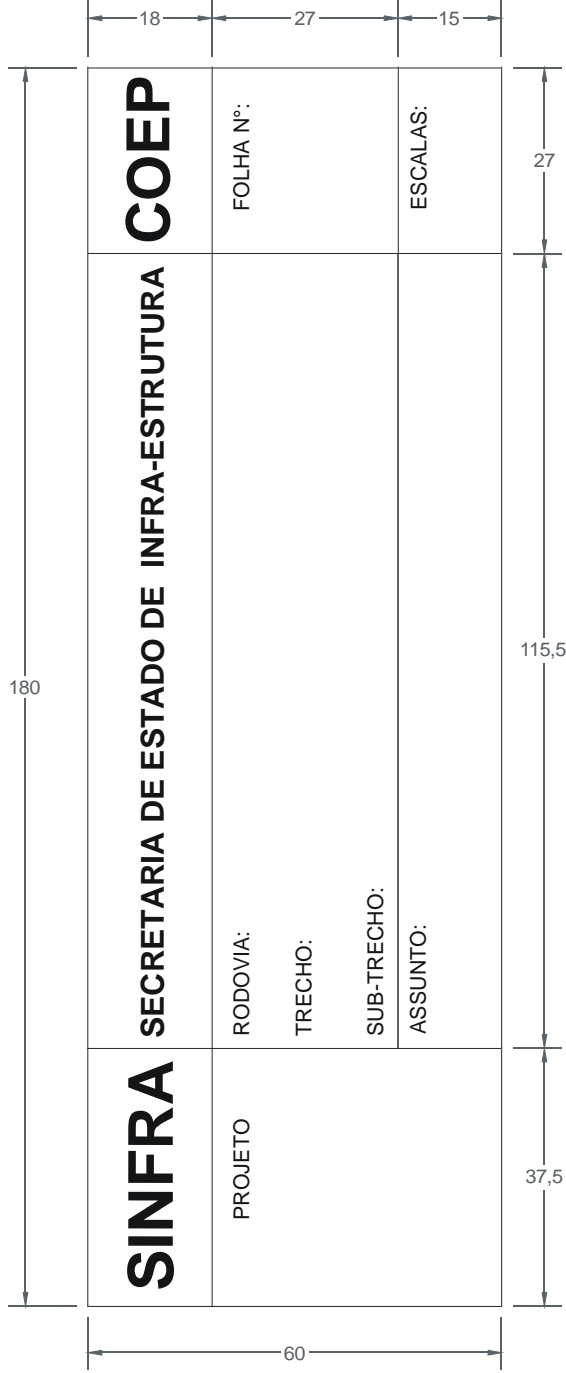 SINFRA
SECRETARIA DE ESTADO DE INFRA-ESTRUTURA
COEP
PROJETO
RODOVIA:
TRECHO:
SUB-TRECHO:
FOLHA N°:
ASSUNTO:
ESCALAS:
18
27
15
180
27
115,5
37,5
60